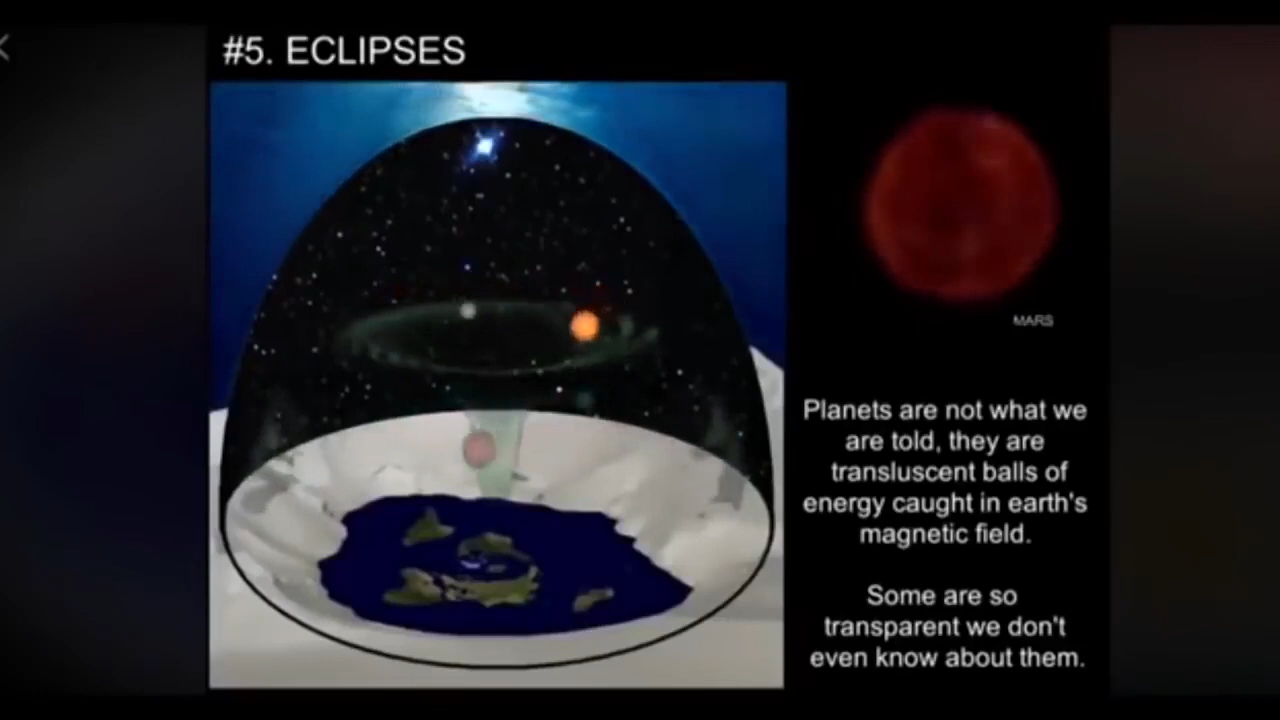 #5. ECLIPSES
MARS
Planets are not what we
are told, they are
transluscent balls of
energy caught in earth's
magnetic field.
Some are so
transparent we don't
even know about them.